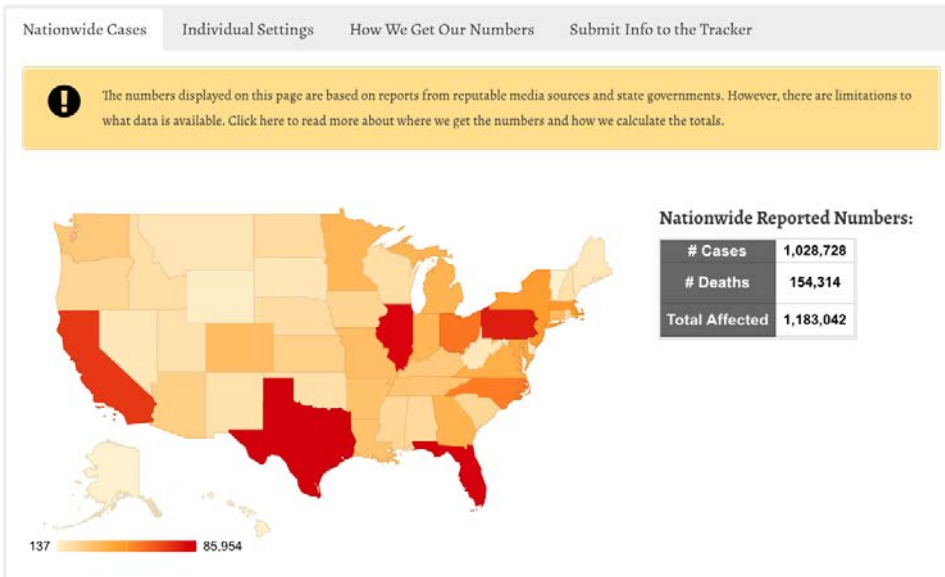 Nationwide Cases Individual Settings How We Get Our Numbers Submit Info to the Tracker
The numbers displayed on this page are based on reports from reputable media sources and state governments. However, there are limitations to
what data is available. Click here to read more about where we get the numbers and how we calculate the totals.
Nationwide Reported Numbers:
# Cases 1,028,728
# Deaths 154,314
Total Affected 1,183,042
137 85,954